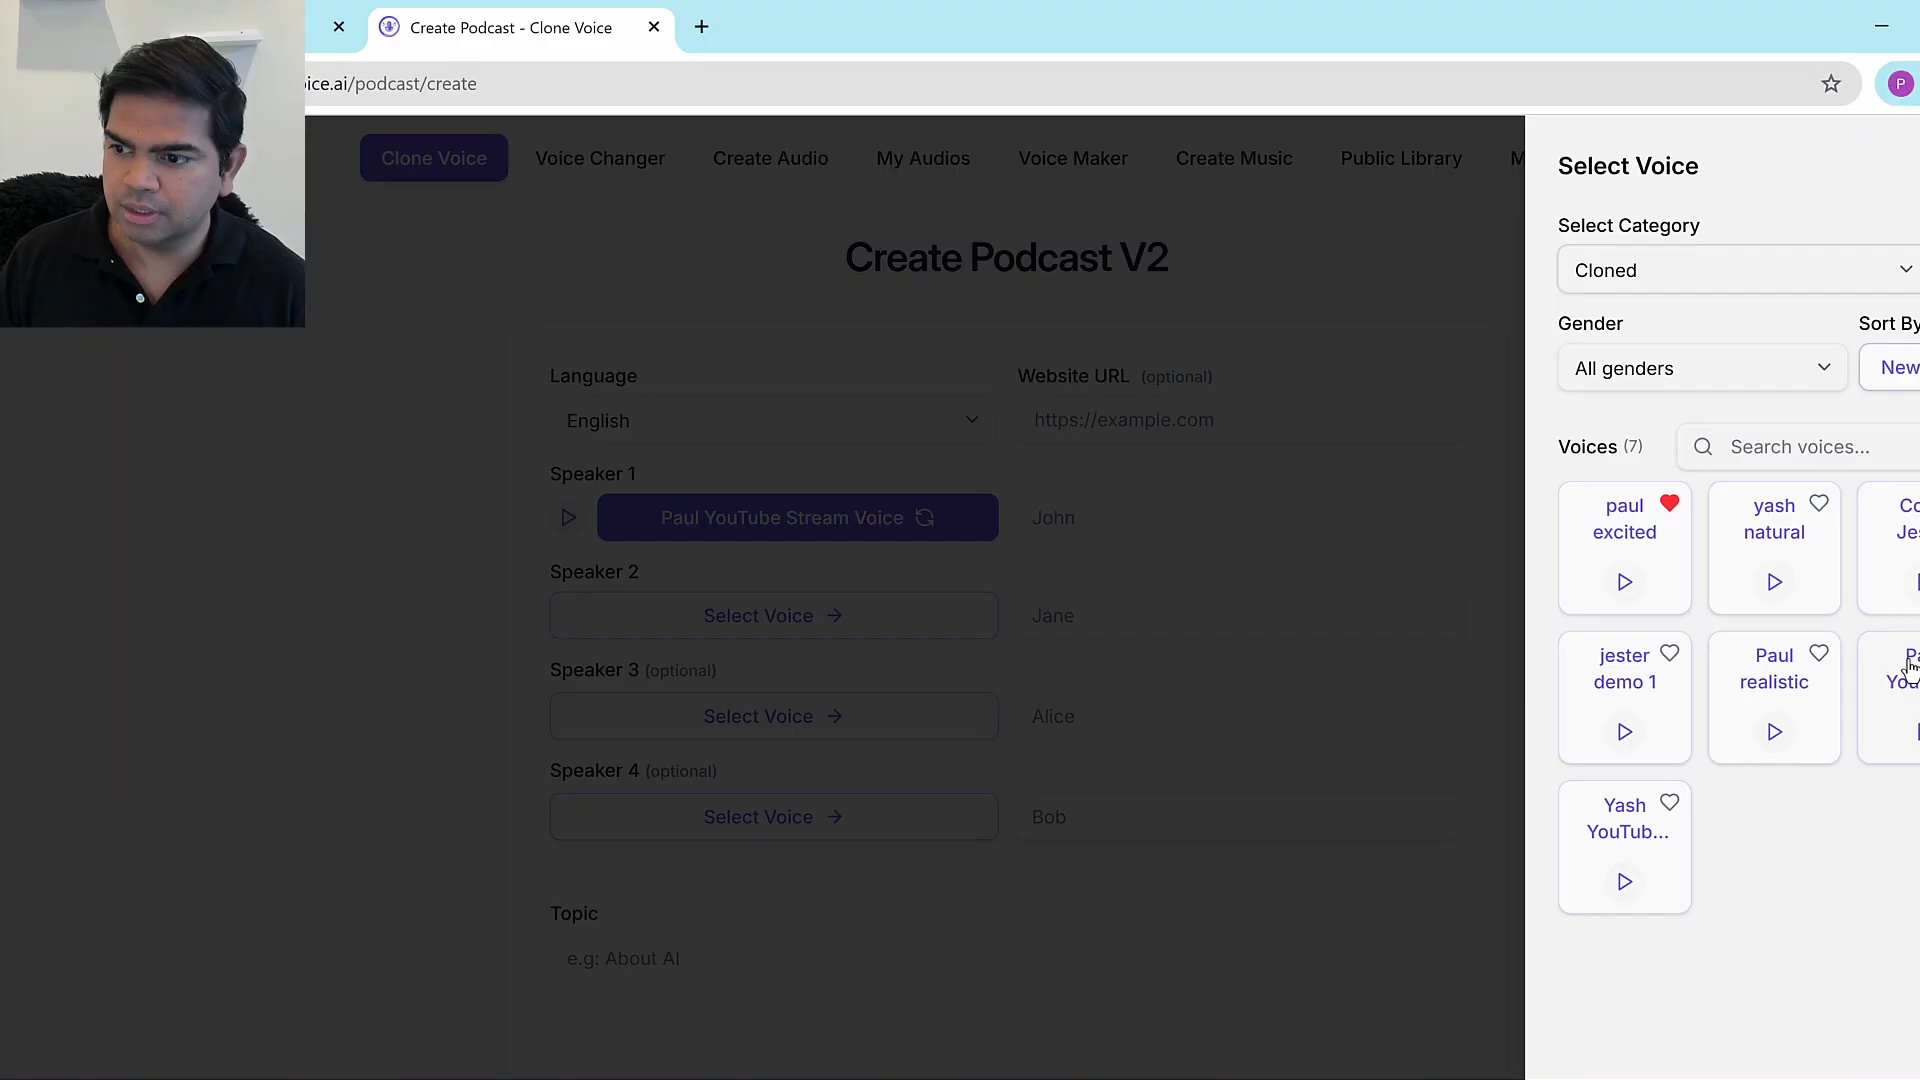 Create Podcast - Clone Voice
ice.ai/podcast/create
P
Clone Voice
Voice Changer
Create Audio
My Audios
Voice Maker
Create Music
Public Library
Create Podcast V2
Language
Website URL (optional)
English
https://example.com
Speaker 1
Paul YouTube Stream Voice
John
Speaker 2
Select Voice
Jane
Speaker 3 (optional)
Select Voice
Alice
Speaker 4 (optional)
Select Voice
Bob
Topic
e.g: About AI
Select Voice
Select Category
Cloned
Gender
Sort By
All genders
New
Voices (7)
Search voices...
paul
excited
yash
natural
jester
demo 1
Paul
realistic
Yash
YouTub...